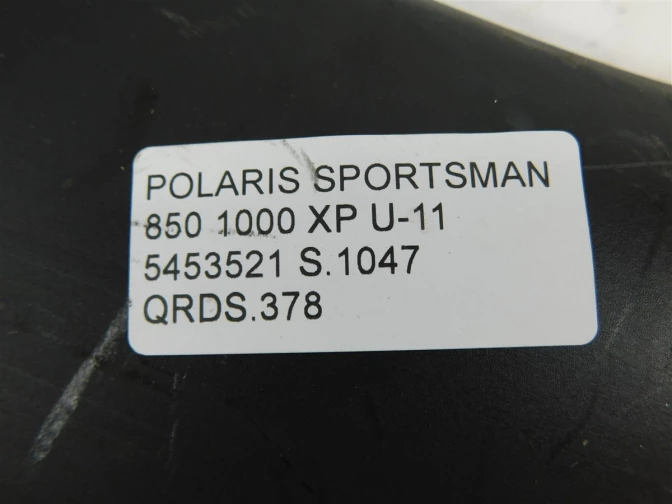 POLARIS SPORTSMAN
850 1000 XP U-11
5453521 S.1047
QRDS.378